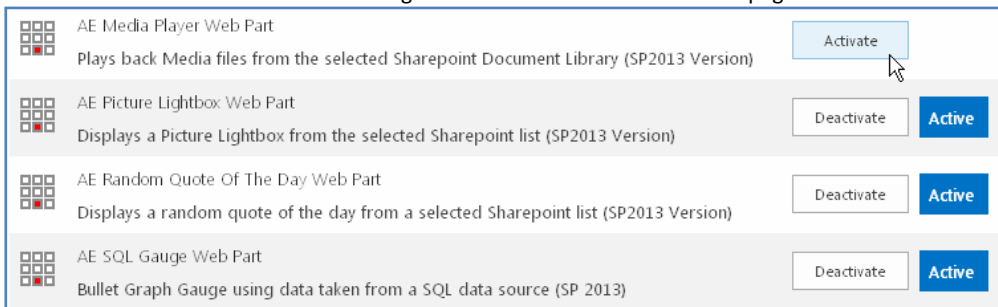 AE Media Player Web Part
Activate
Plays back Media files from the selected Sharepoint Document Library (SP2013 Version)
AE Picture Lightbox Web Part
Deactivate Active
Displays a Picture Lightbox from the selected Sharepoint list (SP2013 Version)
AE Random Quote Of The Day Web Part
Deactivate Active
Displays a random quote of the day from a selected Sharepoint list (SP2013 Version)
AE SQL Gauge Web Part
Deactivate Active
Bullet Graph Gauge using data taken from a SQL data source (SP 2013)